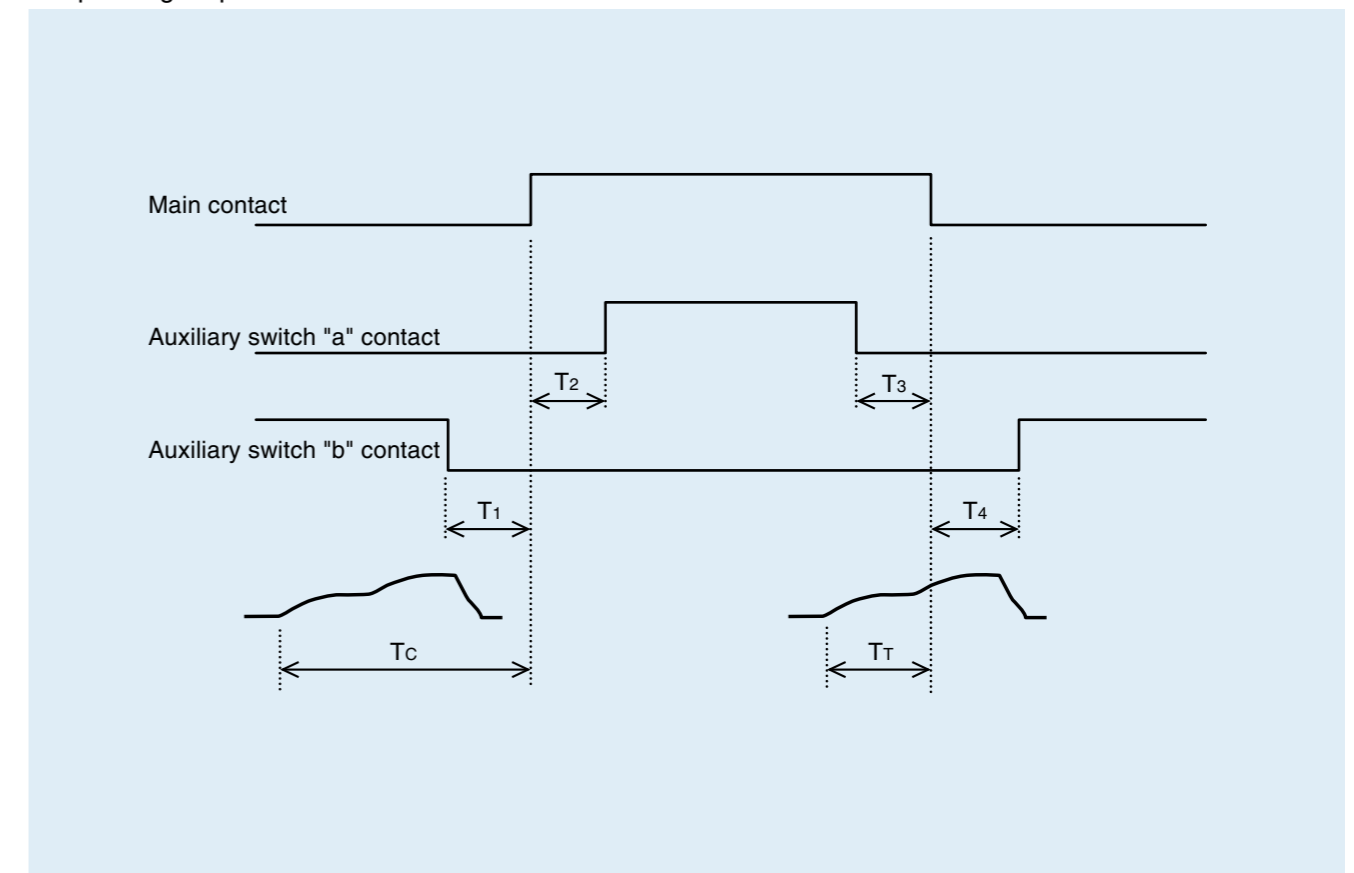 Main contact
Auxiliary switch "a" contact
T2
T3
Auxiliary switch "b" contact
T1
T4
TC
TT